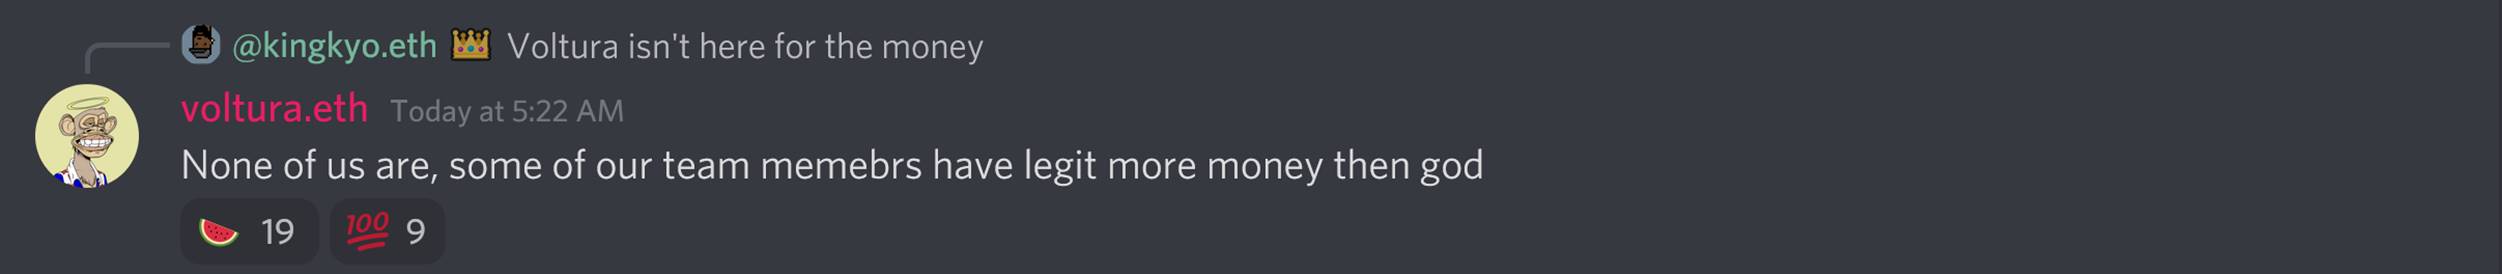 @kingkyo.eth 👑 Voltura isn't here for the money
voltura.eth Today at 5:22 AM
None of us are, some of our team memebrs have legit more money then god
🍉 19 💯 9